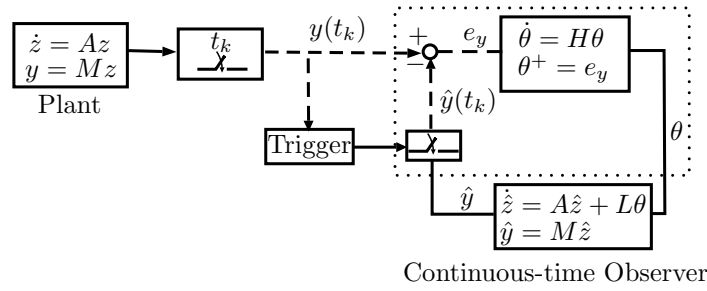 ż = Az
y = Mz
Plant
t_k
y(t_k)
+
−
e_y
θ̇ = Hθ
θ⁺ = e_y
ŷ(t_k)
Trigger
θ
ŷ
ẑ̇ = Aẑ + Lθ
ŷ = Mẑ
Continuous-time Observer